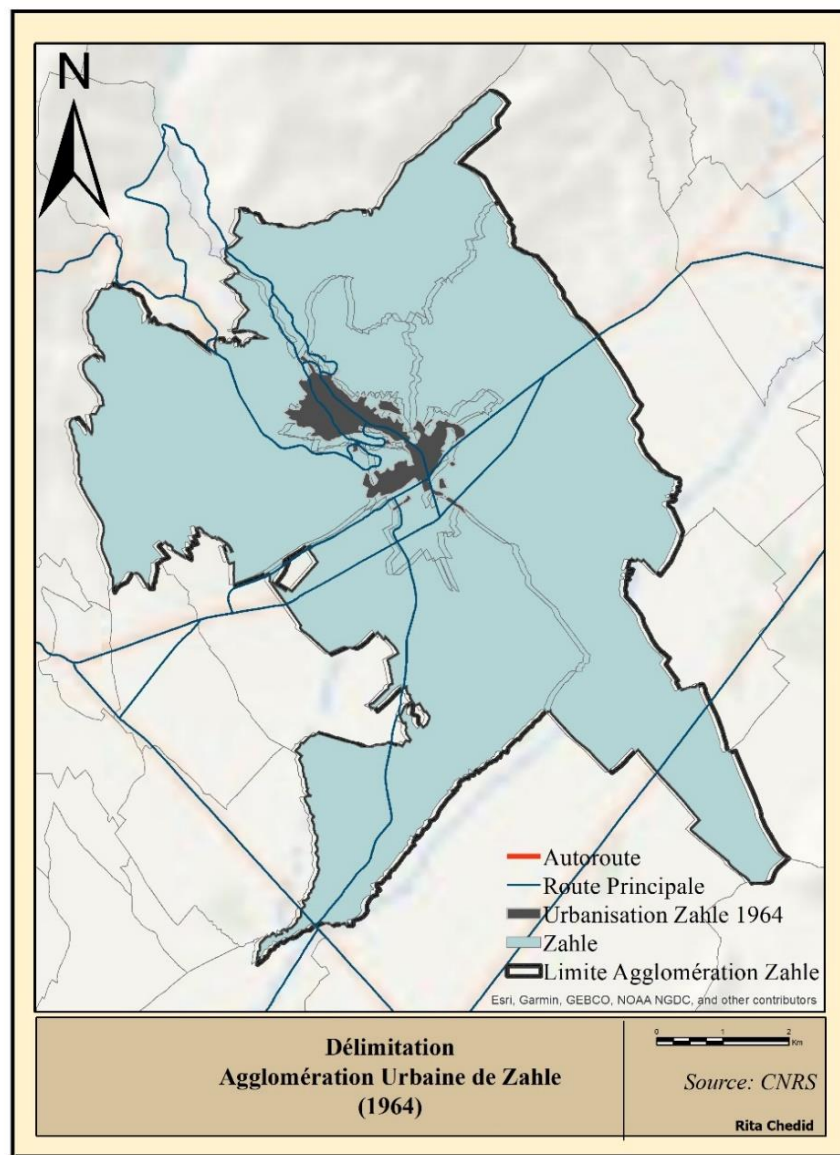 N
Autoroute
Route Principale
Urbanisation Zahle 1964
Zahle
Limite Agglomération Zahle
Esri, Garmin, GEBCO, NOAA NGDC, and other contributors
Délimitation
Agglomération Urbaine de Zahle
(1964)
0 1 2
Km
Source: CNRS
Rita Chedid